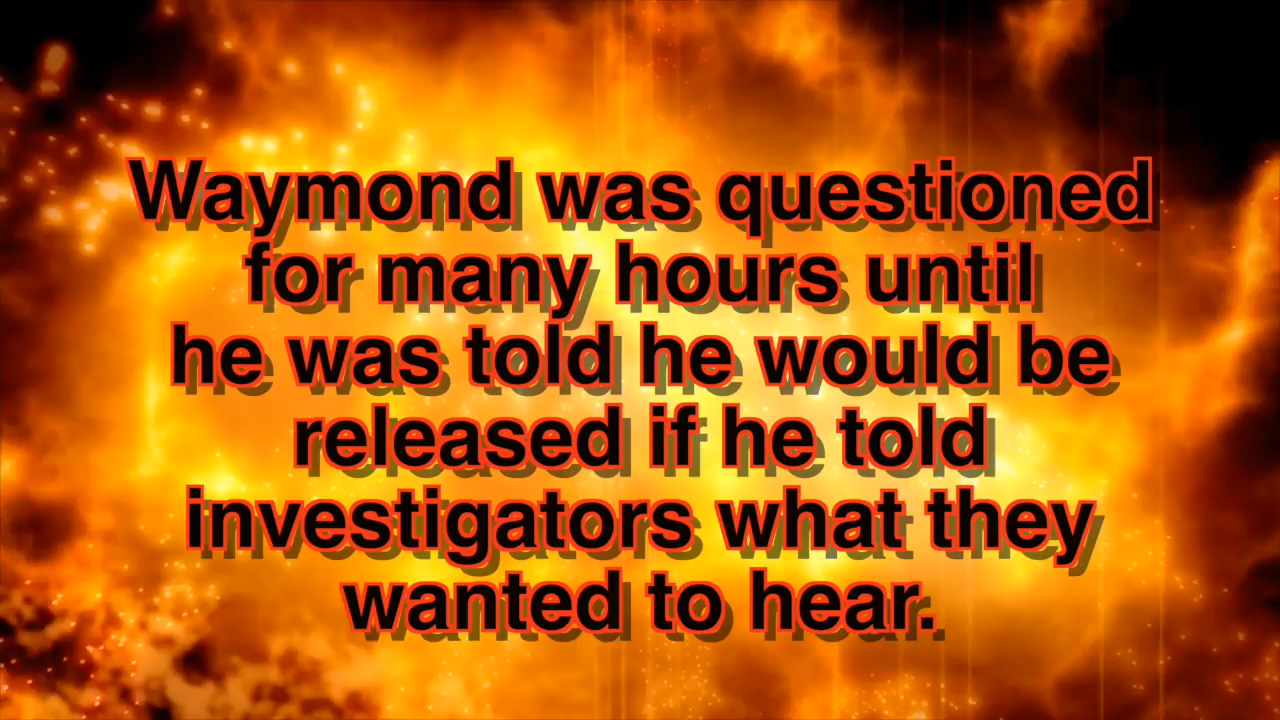 Waymond was questioned
for many hours until
he was told he would be
released if he told
investigators what they
wanted to hear.